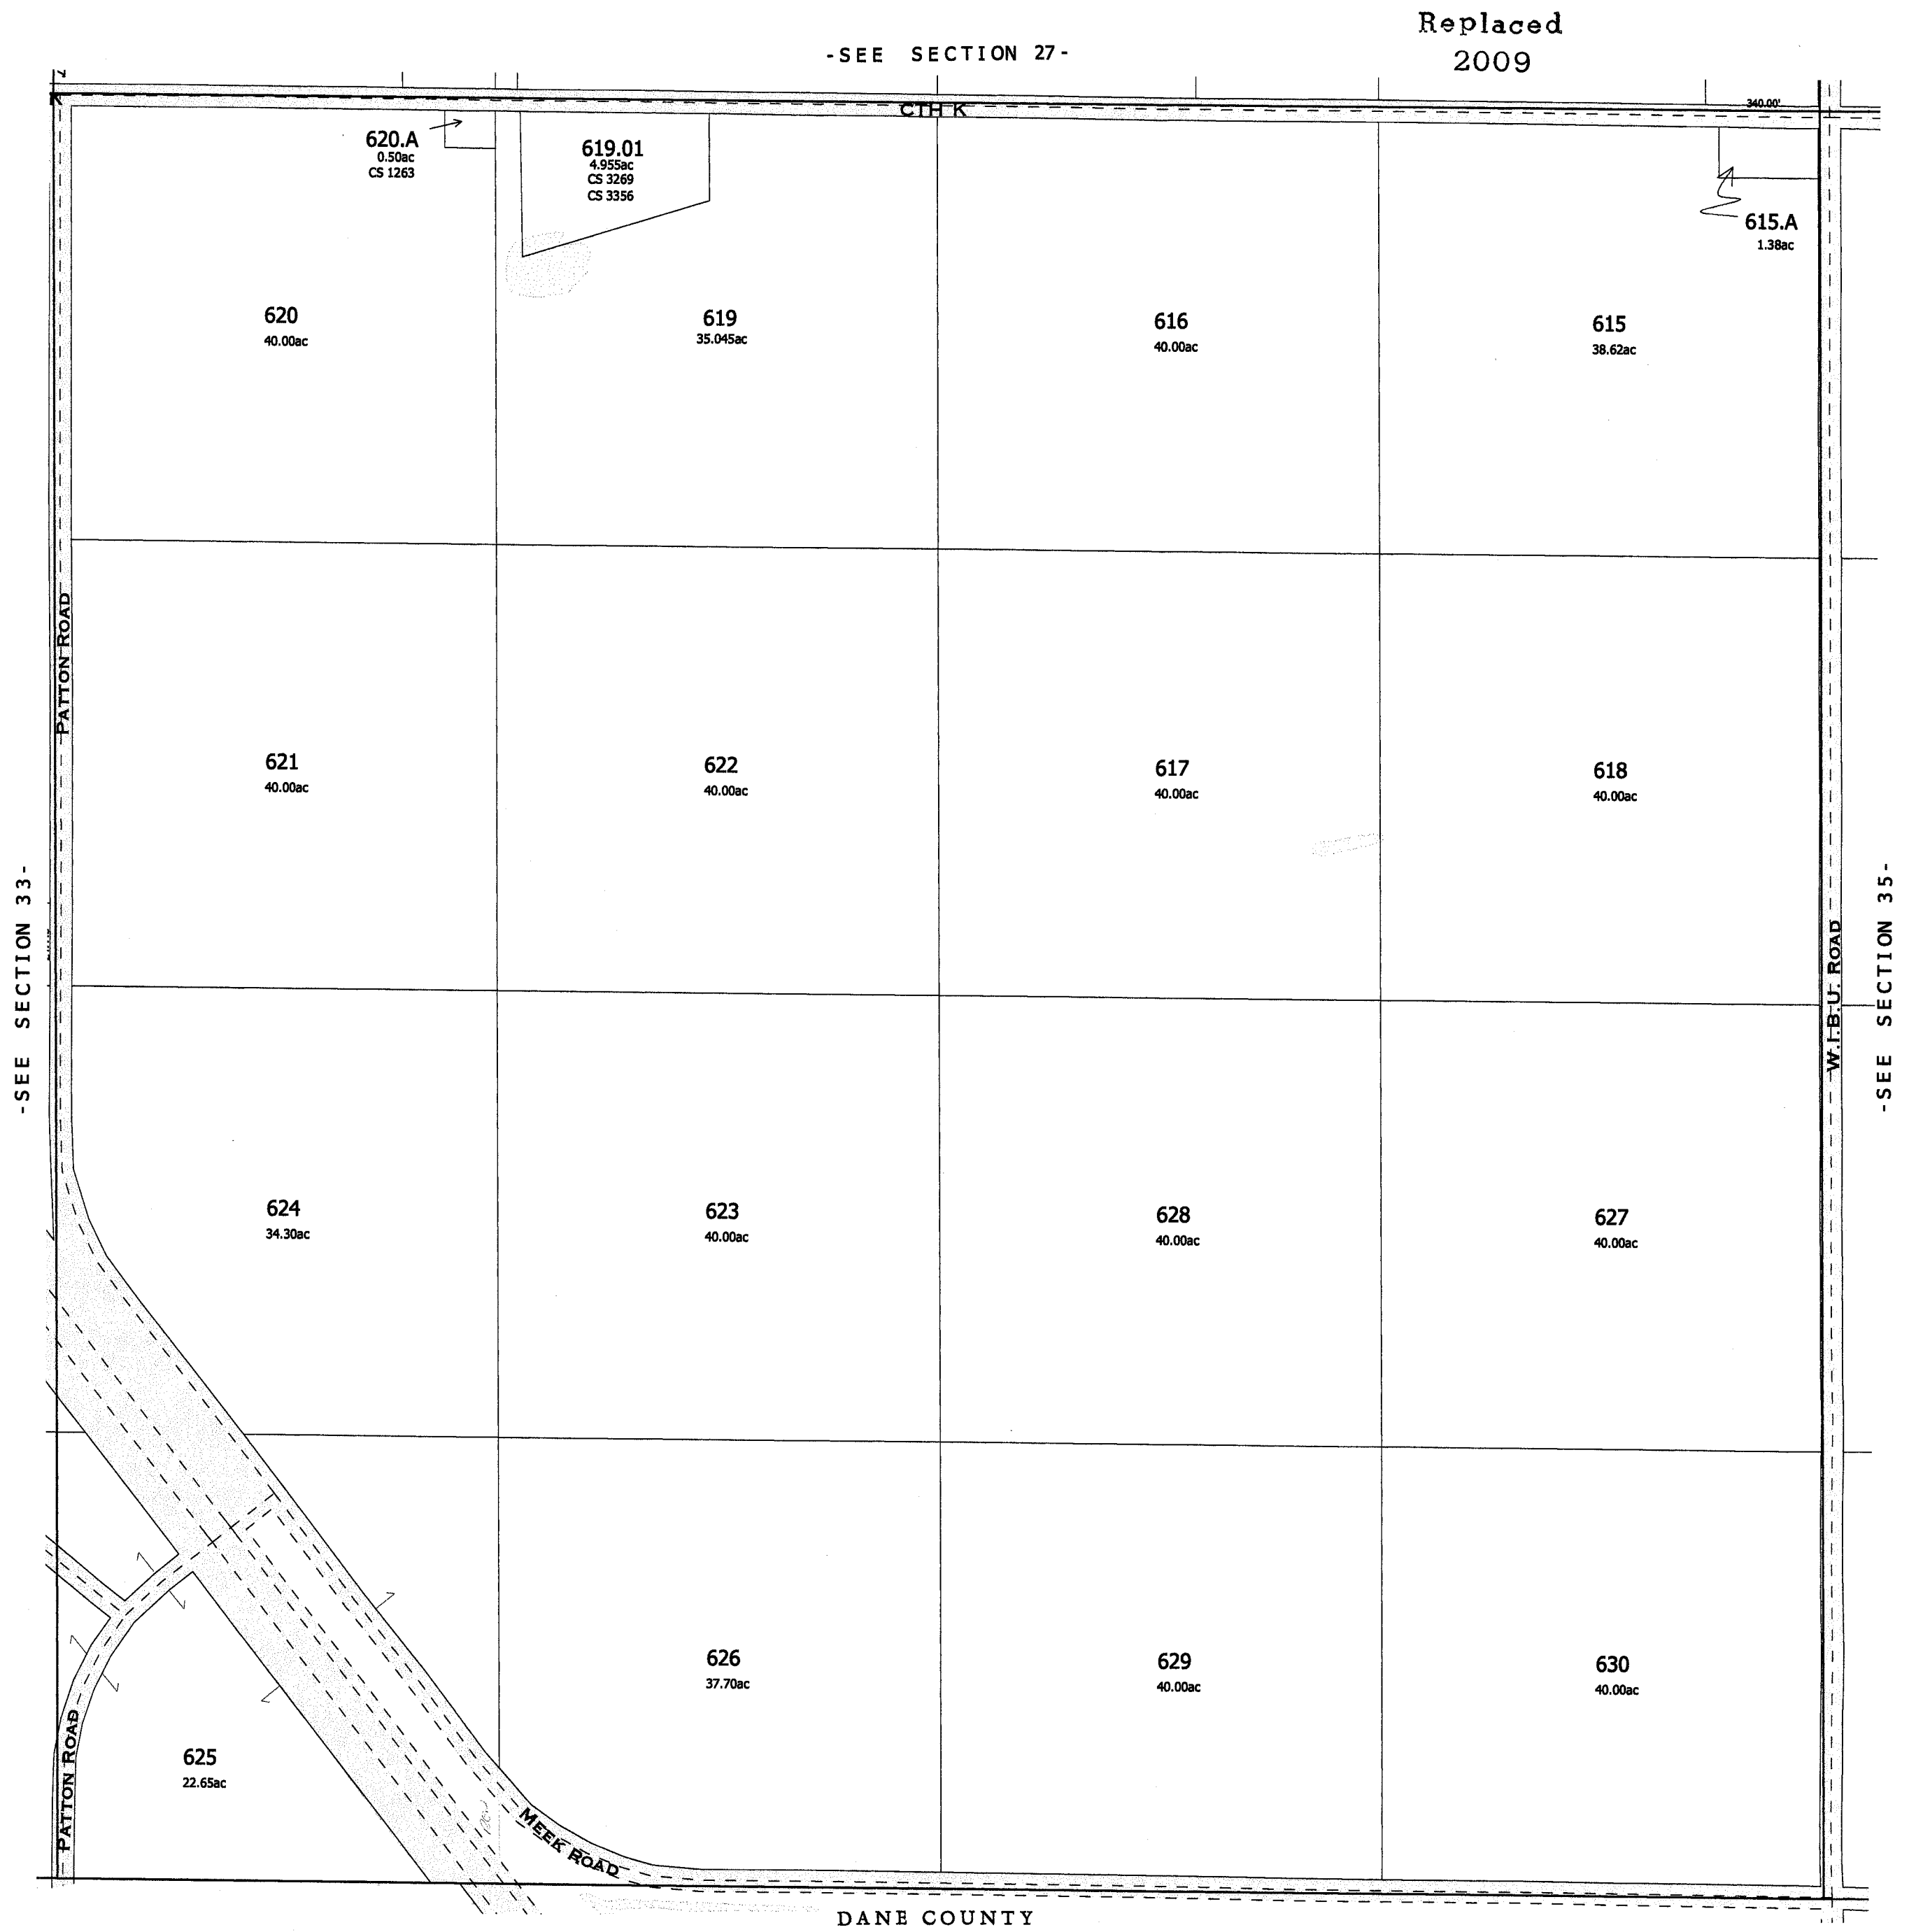 Replaced
2009
-SEE SECTION 27-
CTH K
340.00'
620.A
0.50ac
CS 1263
619.01
4.955ac
CS 3269
CS 3356
615.A
1.38ac
620
40.00ac
619
35.045ac
616
40.00ac
615
38.62ac
PATTON ROAD
621
40.00ac
622
40.00ac
617
40.00ac
618
40.00ac
-SEE SECTION 33-
W.I.B.U. ROAD
-SEE SECTION 35-
624
34.30ac
623
40.00ac
628
40.00ac
627
40.00ac
626
37.70ac
629
40.00ac
630
40.00ac
PATTON ROAD
625
22.65ac
MEEK ROAD
DANE COUNTY